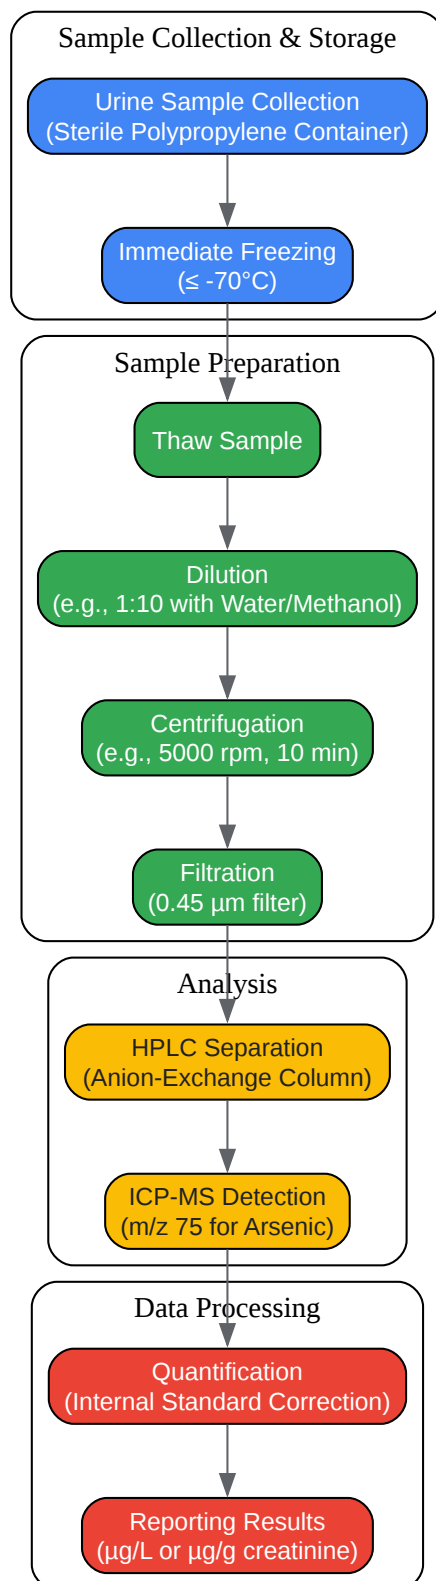 Sample Collection & Storage
Urine Sample Collection
(Sterile Polypropylene Container)
Immediate Freezing
(≤ -70°C)
Sample Preparation
Thaw Sample
Dilution
(e.g., 1:10 with Water/Methanol)
Centrifugation
(e.g., 5000 rpm, 10 min)
Filtration
(0.45 µm filter)
Analysis
HPLC Separation
(Anion-Exchange Column)
ICP-MS Detection
(m/z 75 for Arsenic)
Data Processing
Quantification
(Internal Standard Correction)
Reporting Results
(µg/L or µg/g creatinine)